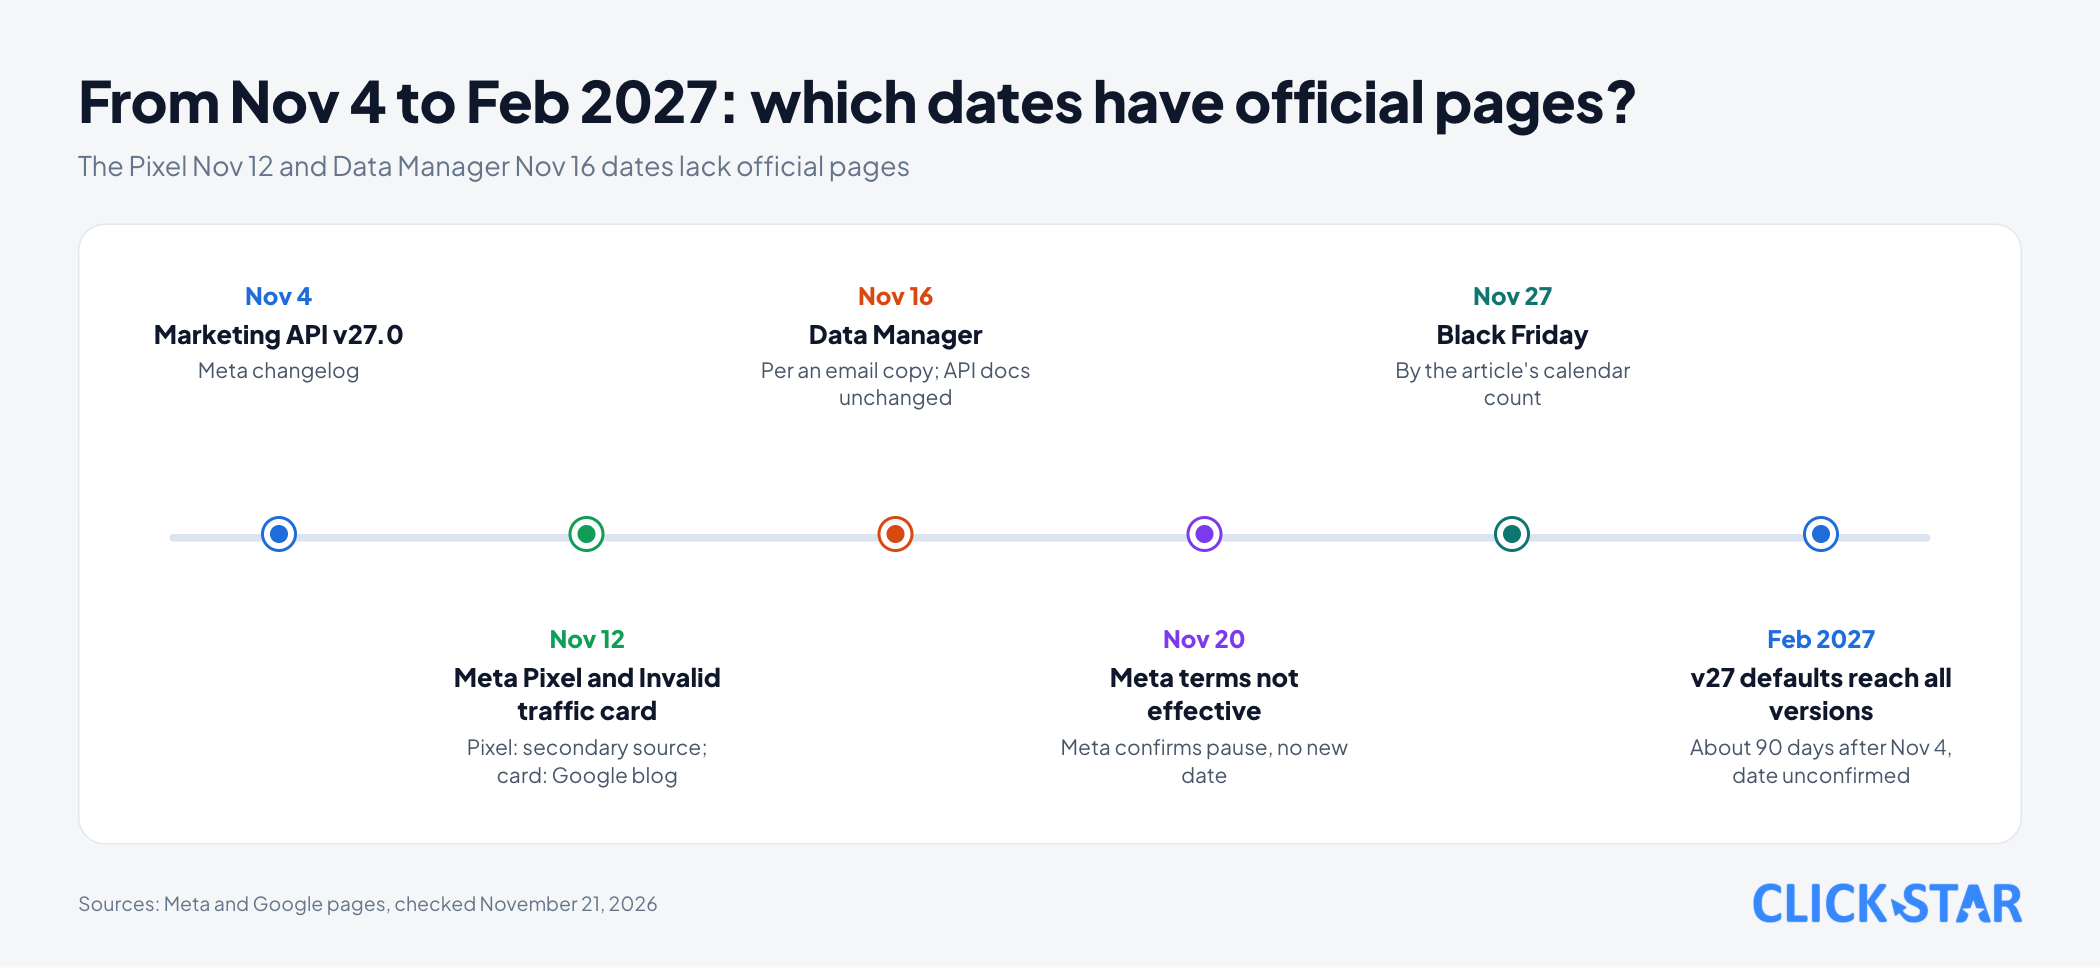 From Nov 4 to Feb 2027: which dates have official pages?
The Pixel Nov 12 and Data Manager Nov 16 dates lack official pages
Nov 4
Marketing API v27.0
Meta changelog
Nov 16
Data Manager
Per an email copy; API docs
unchanged
Nov 27
Black Friday
By the article's calendar
count
Nov 12
Meta Pixel and Invalid
traffic card
Pixel: secondary source;
card: Google blog
Nov 20
Meta terms not
effective
Meta confirms pause, no new
date
Feb 2027
v27 defaults reach all
versions
About 90 days after Nov 4,
date unconfirmed
Sources: Meta and Google pages, checked November 21, 2026
CLICKSTAR